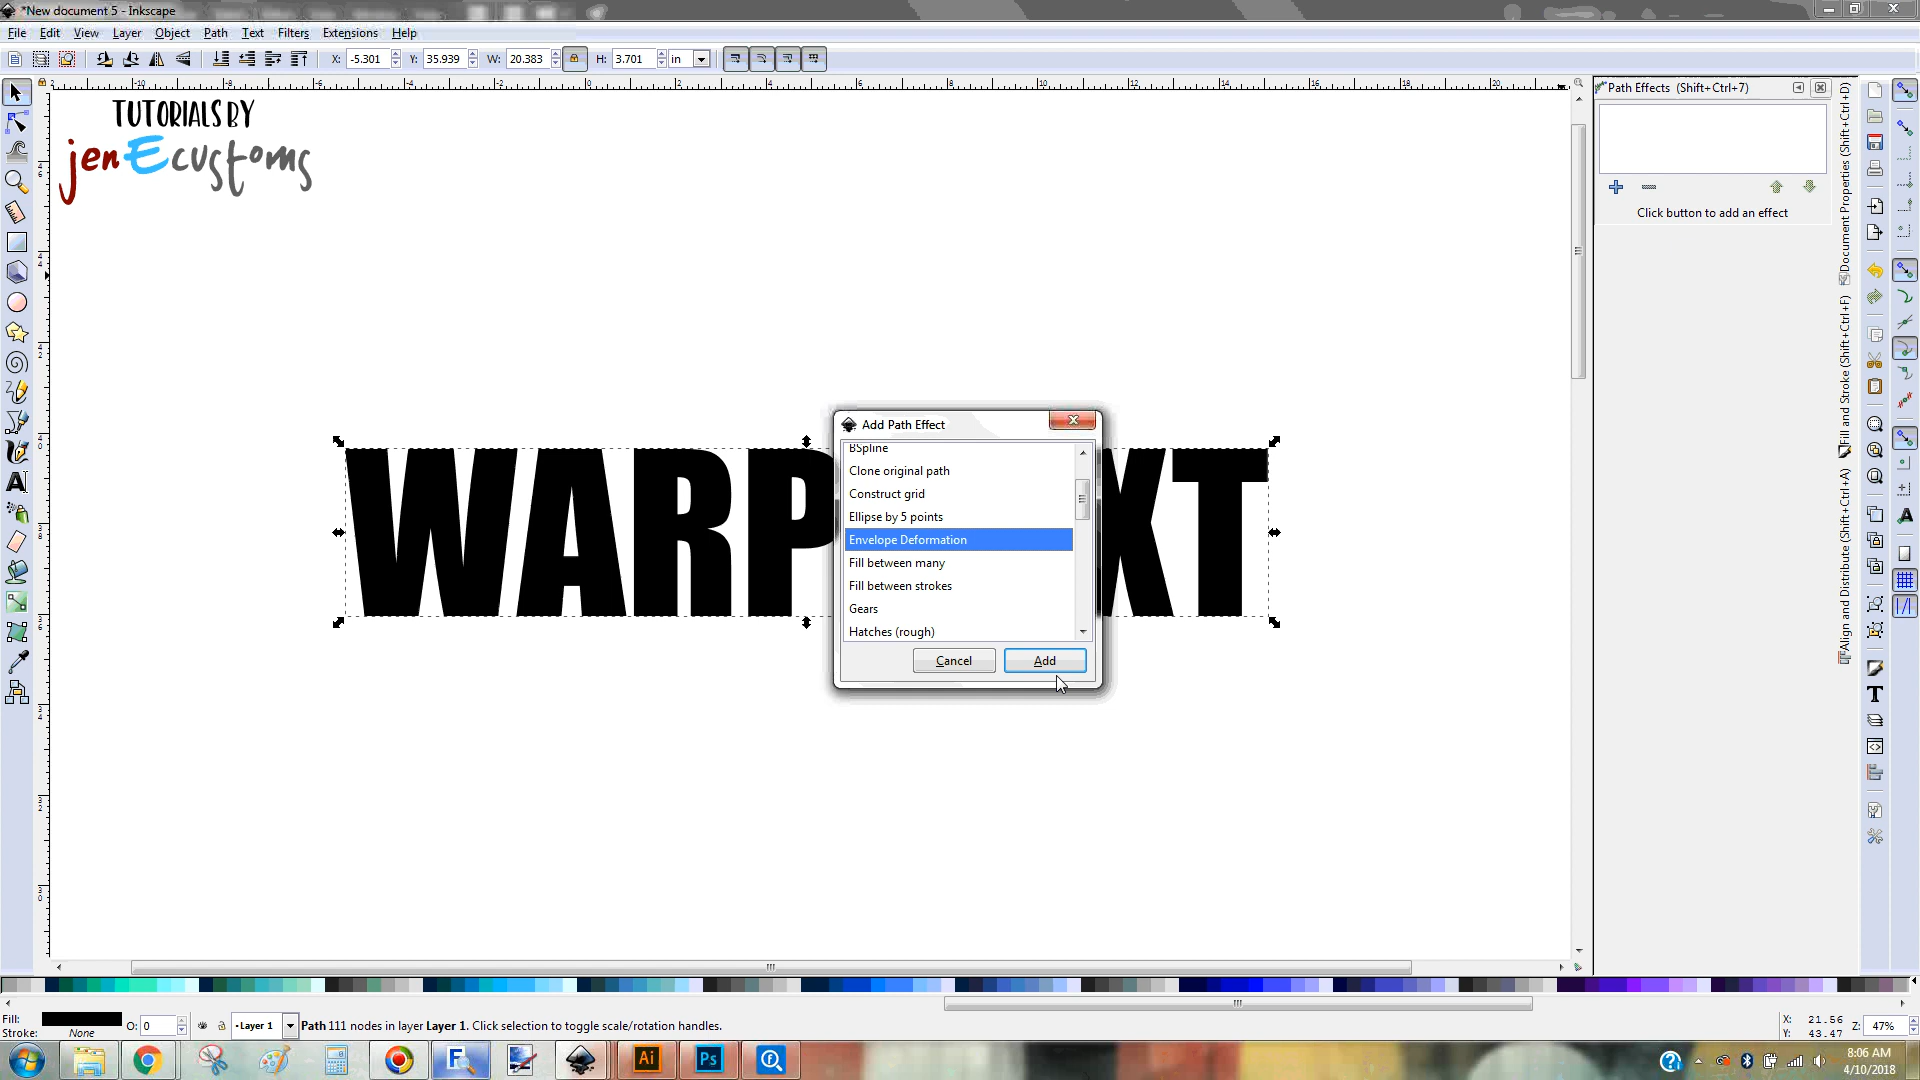 *New document 5 - Inkscape
File Edit View Layer Object Path Text Filters Extensions Help
X: -5.301 Y: 35.939 W: 20.383 H: 3.701 in
TUTORIALS BY
jenEcustoms
WARP
XT
Add Path Effect
BSpline
Clone original path
Construct grid
Ellipse by 5 points
Envelope Deformation
Fill between many
Fill between strokes
Gears
Hatches (rough)
Cancel Add
Path Effects (Shift+Ctrl+7)
Click button to add an effect
Document Properties (Shift+Ctrl+D)
Fill and Stroke (Shift+Ctrl+F)
Align and Distribute (Shift+Ctrl+A)
Fill:
Stroke: None
O: 0
Layer 1
Path 111 nodes in layer Layer 1. Click selection to toggle scale/rotation handles.
X: 21.56
Y: 43.47
Z: 47%
Ai
Ps
8:06 AM
4/10/2018